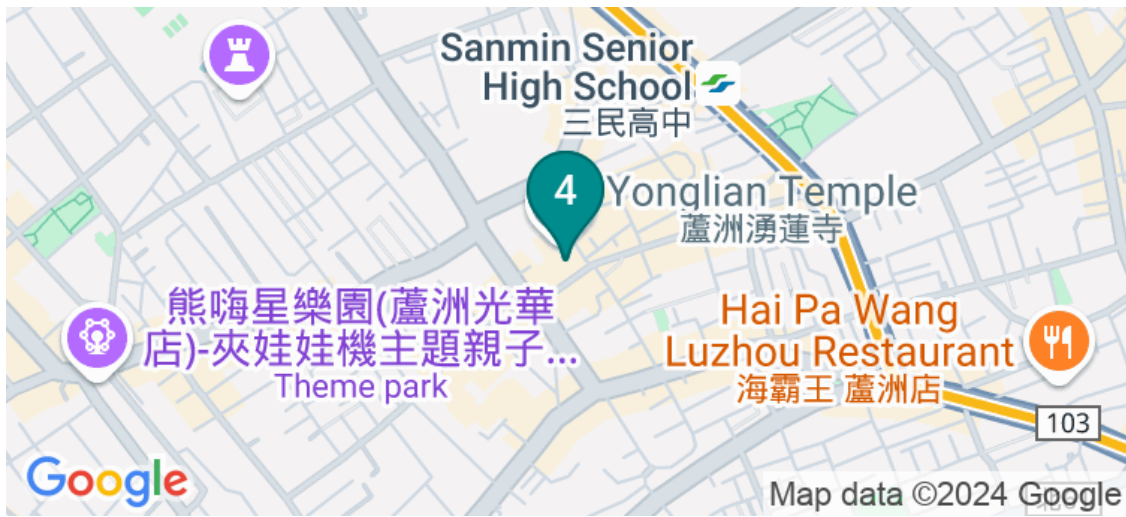 Sanmin Senior
High School
三民高中
4
Yonglian Temple
蘆洲湧蓮寺
熊嗨星樂園(蘆洲光華
店)-夾娃娃機主題親子...
Theme park
Hai Pa Wang
Luzhou Restaurant
海霸王 蘆洲店
103
Google
Map data ©2024 Google